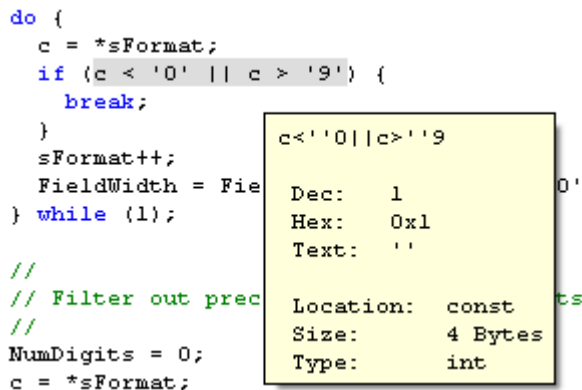 do {
  c = *sFormat;
  if (c < '0' || c > '9') {
    break;
  }
  sFormat++;
  FieldWidth = Fie 0'
} while (1);
//
// Filter out prec ts
//
NumDigits = 0;
c = *sFormat;
c<''0||c>''9
Dec: 1
Hex: 0x1
Text: ''
Location: const
Size: 4 Bytes
Type: int